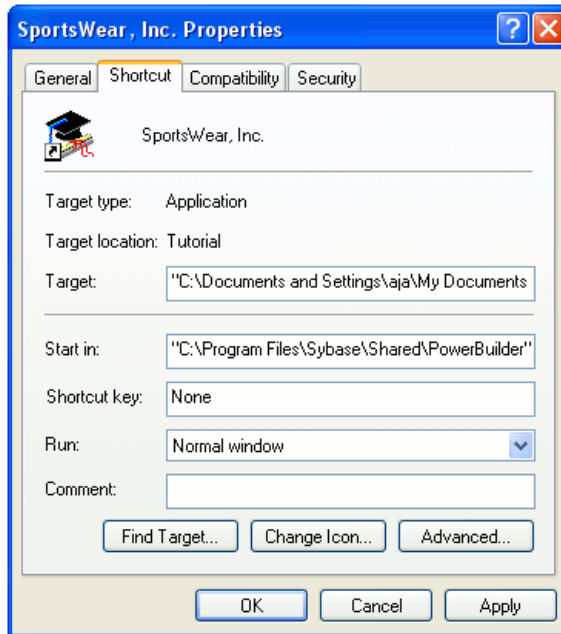 SportsWear, Inc. Properties
General Shortcut Compatibility Security
SportsWear, Inc.
Target type: Application
Target location: Tutorial
Target: "C:\Documents and Settings\aja\My Documents
Start in: "C:\Program Files\Sybase\Shared\PowerBuilder"
Shortcut key: None
Run: Normal window
Comment:
Find Target... Change Icon... Advanced...
OK Cancel Apply